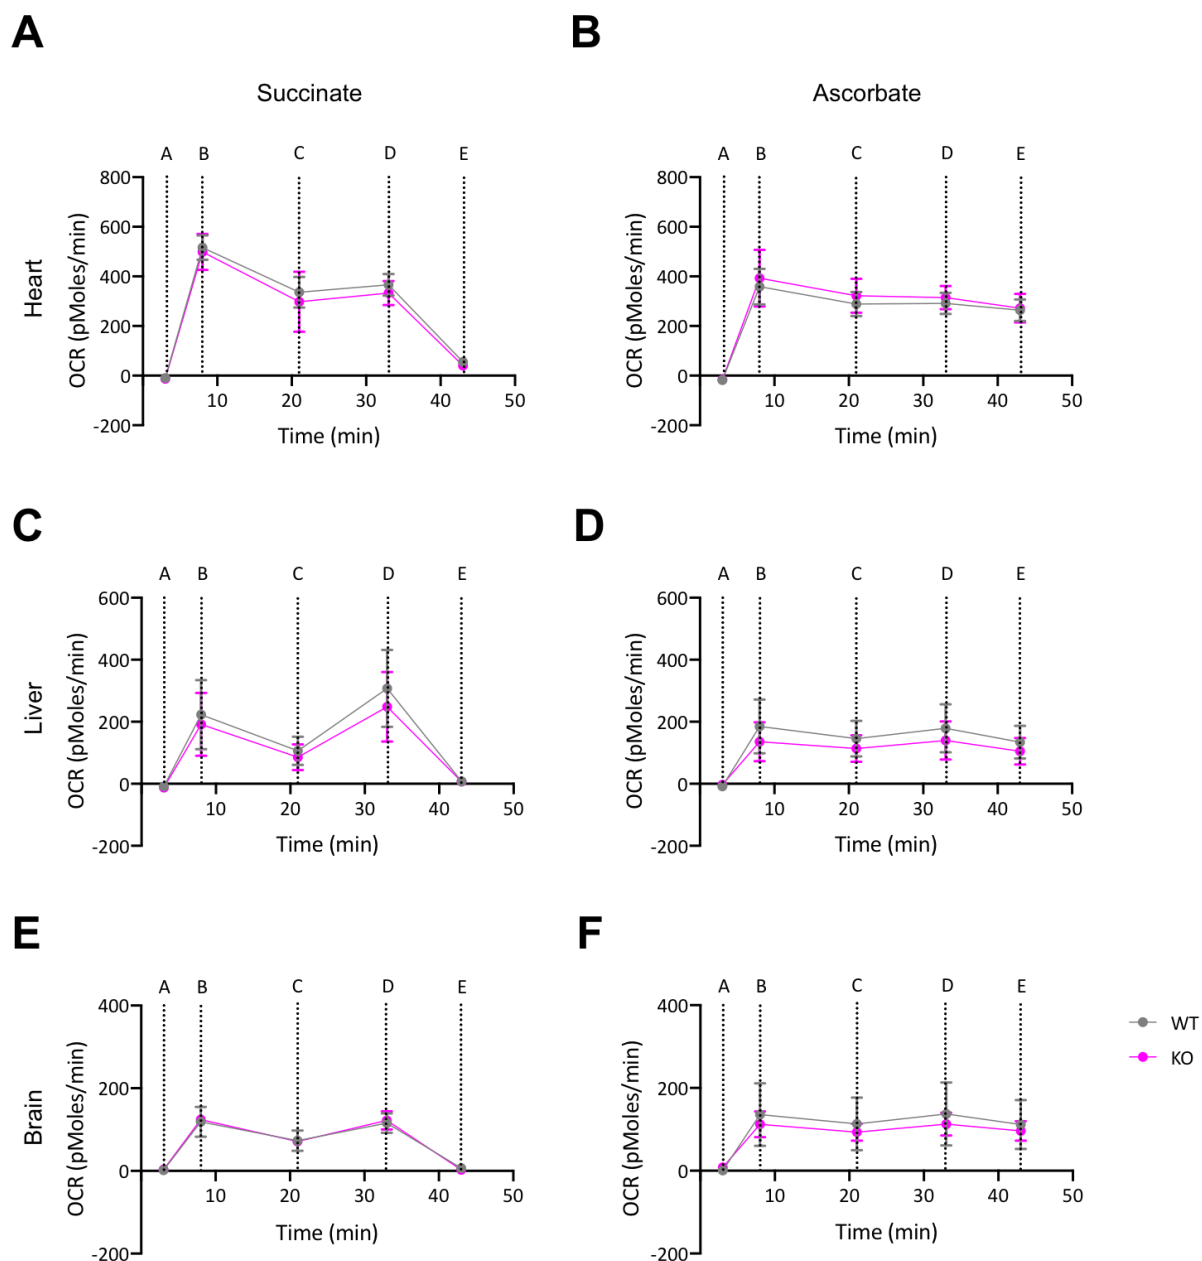 A
B
Succinate
Ascorbate
A B C D E
A B C D E
Heart
OCR (pMoles/min)
800
600
400
200
0
-200
10 20 30 40 50
Time (min)
OCR (pMoles/min)
800
600
400
200
0
-200
10 20 30 40 50
Time (min)
C
D
A B C D E
A B C D E
Liver
OCR (pMoles/min)
600
400
200
0
-200
10 20 30 40 50
Time (min)
OCR (pMoles/min)
600
400
200
0
-200
10 20 30 40 50
Time (min)
E
F
A B C D E
A B C D E
Brain
OCR (pMoles/min)
400
200
0
-200
10 20 30 40 50
Time (min)
OCR (pMoles/min)
400
200
0
-200
10 20 30 40 50
Time (min)
WT
KO